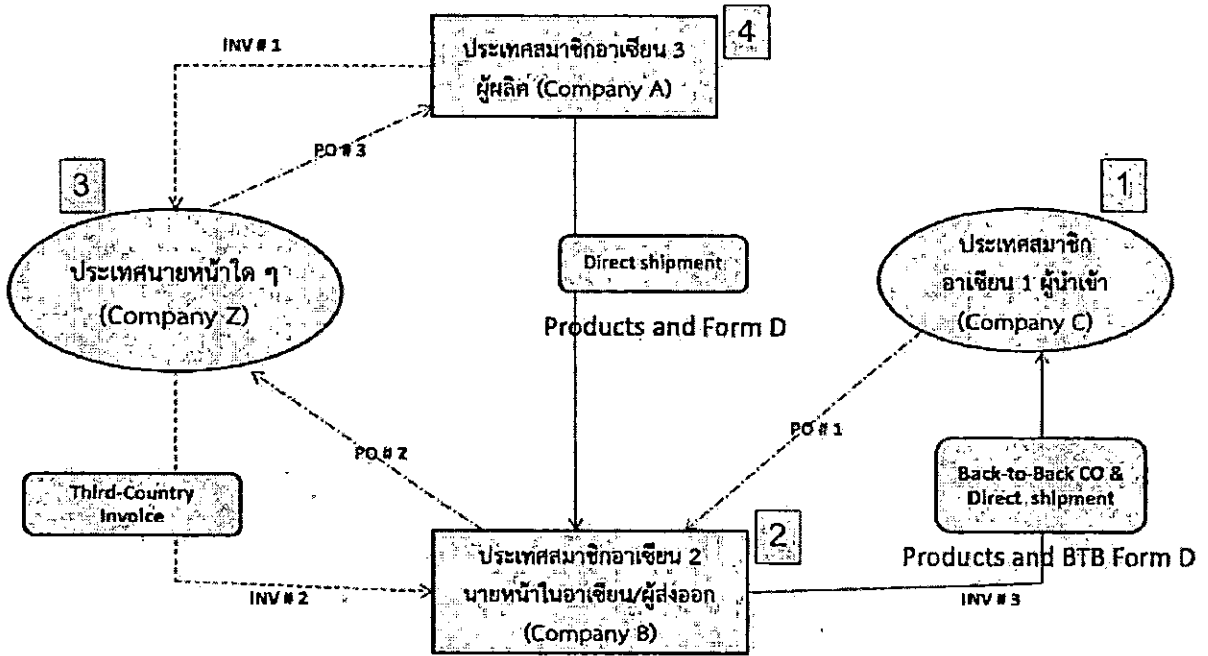 INV # 1
ประเทศสมาชิกอาเซียน 3
ผู้ผลิต (Company A)
4
PO # 3
3
1
ประเทศนายหน้าใด ๆ
(Company Z)
Direct shipment
ประเทศสมาชิก
อาเซียน 1 ผู้นำเข้า
(Company C)
Products and Form D
PO # 2
PO # 1
Third-Country
Invoice
Back-to-Back CO &
Direct shipment
2
ประเทศสมาชิกอาเซียน 2
นายหน้าในอาเซียน/ผู้ส่งออก
(Company B)
Products and BTB Form D
INV # 2
INV # 3